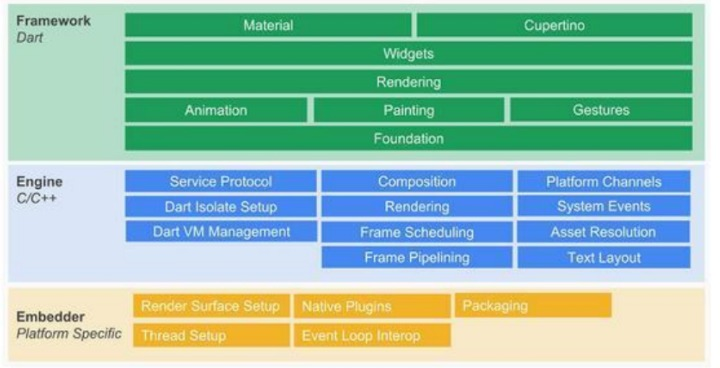 Framework
Dart
Material Cupertino
Widgets
Rendering
Animation Painting Gestures
Foundation
Engine
C/C++
Service Protocol Composition Platform Channels
Dart Isolate Setup Rendering System Events
Dart VM Management Frame Scheduling Asset Resolution
Frame Pipelining Text Layout
Embedder
Platform Specific
Render Surface Setup Native Plugins Packaging
Thread Setup Event Loop Interop